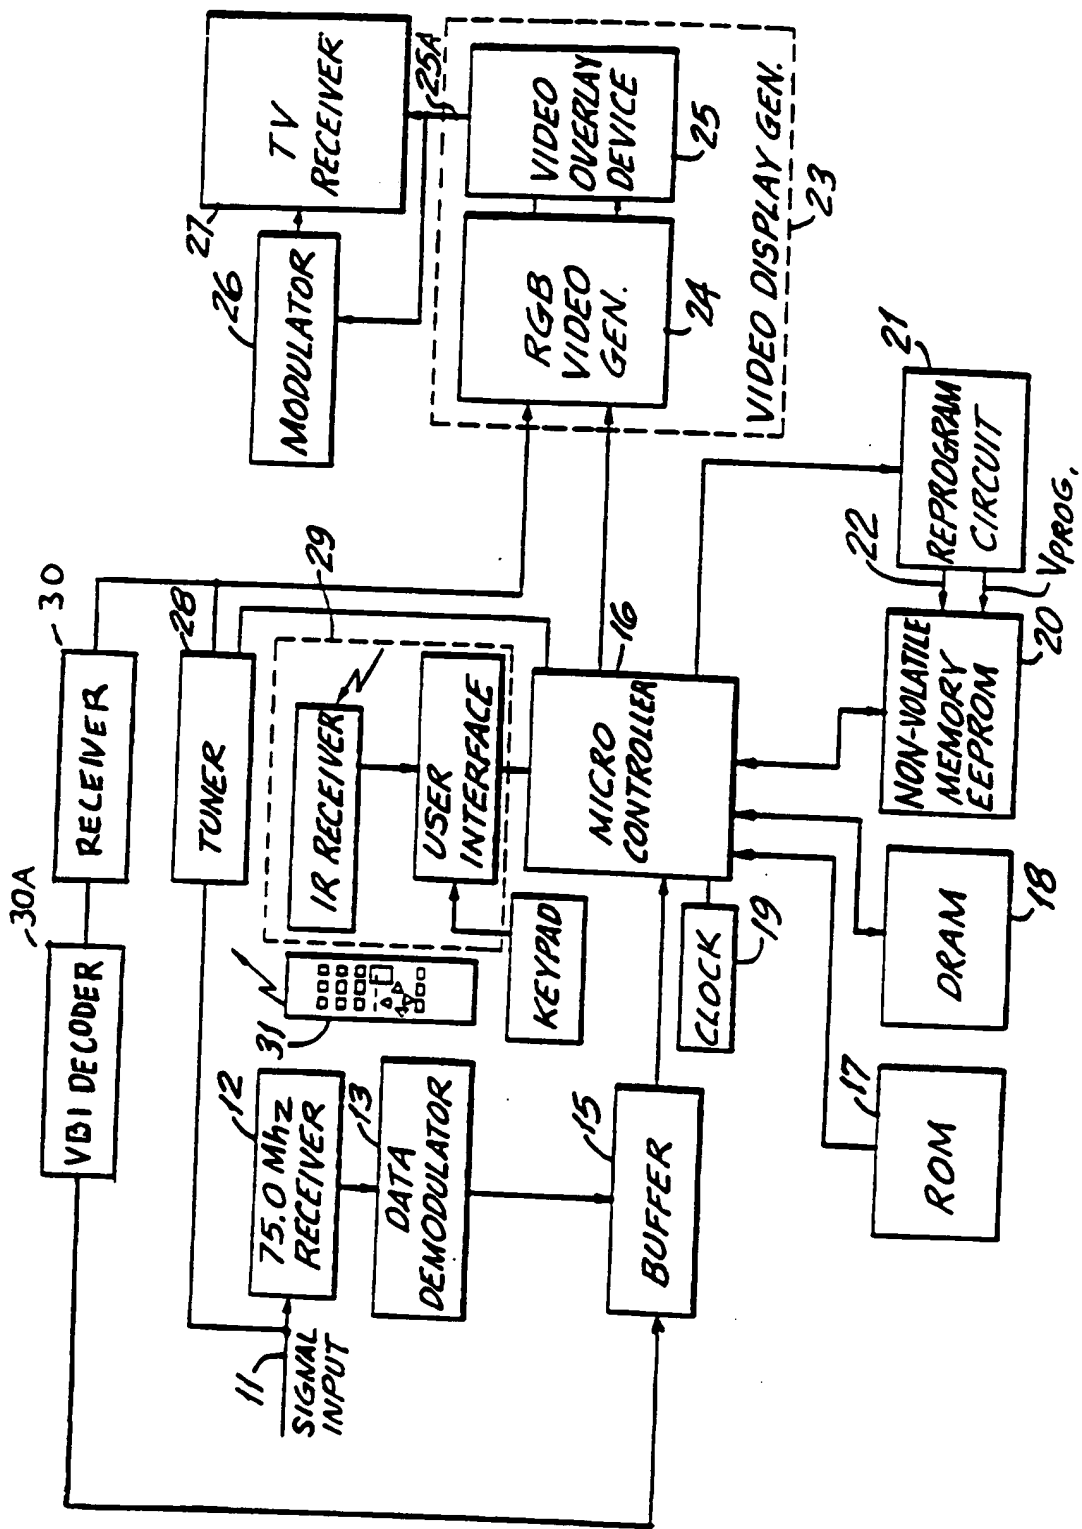 30A
VBI DECODER
30
RECEIVER
28
TUNER
11
SIGNAL
INPUT
12
75.0 Mhz
RECEIVER
13
DATA
DEMODULATOR
31
29
IR RECEIVER
USER
INTERFACE
KEYPAD
15
BUFFER
16
MICRO
CONTROLLER
CLOCK
19
17
ROM
DRAM
18
NON-VOLATILE
MEMORY
EEPROM
20
22
VPROG.
21
REPROGRAM
CIRCUIT
26
MODULATOR
27
TV
RECEIVER
25A
RGB
VIDEO
GEN.
24
VIDEO
OVERLAY
DEVICE
25
VIDEO DISPLAY GEN.
23